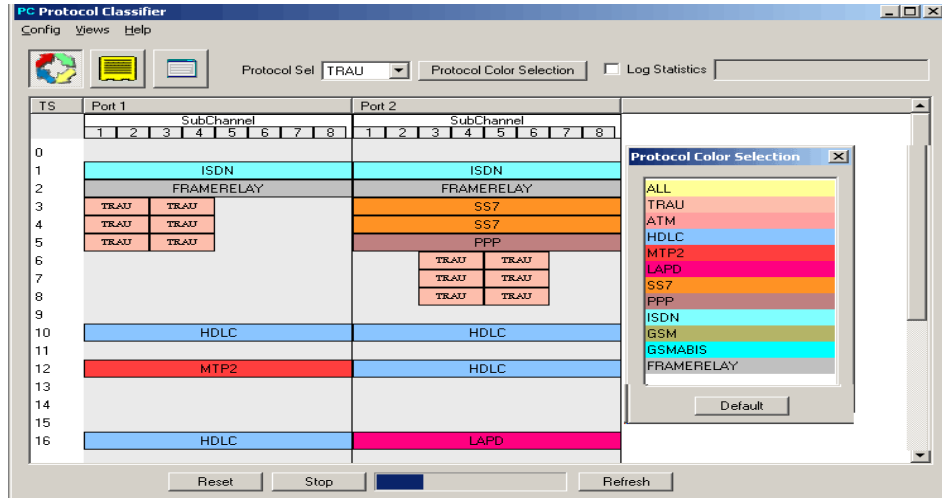 PC Protocol Classifier
Config Views Help
Protocol Sel TRAU Protocol Color Selection Log Statistics
TS Port 1 Port 2
SubChannel SubChannel
1 2 3 4 5 6 7 8 1 2 3 4 5 6 7 8
0
1 ISDN ISDN
2 FRAMERELAY FRAMERELAY
3 TRAU TRAU SS7
4 TRAU TRAU SS7
5 TRAU TRAU PPP
6 TRAU TRAU
7 TRAU TRAU
8 TRAU TRAU
9
10 HDLC HDLC
11
12 MTP2 HDLC
13
14
15
16 HDLC LAPD
Protocol Color Selection
ALL
TRAU
ATM
HDLC
MTP2
LAPD
SS7
PPP
ISDN
GSM
GSMABIS
FRAMERELAY
Default
Reset Stop Refresh